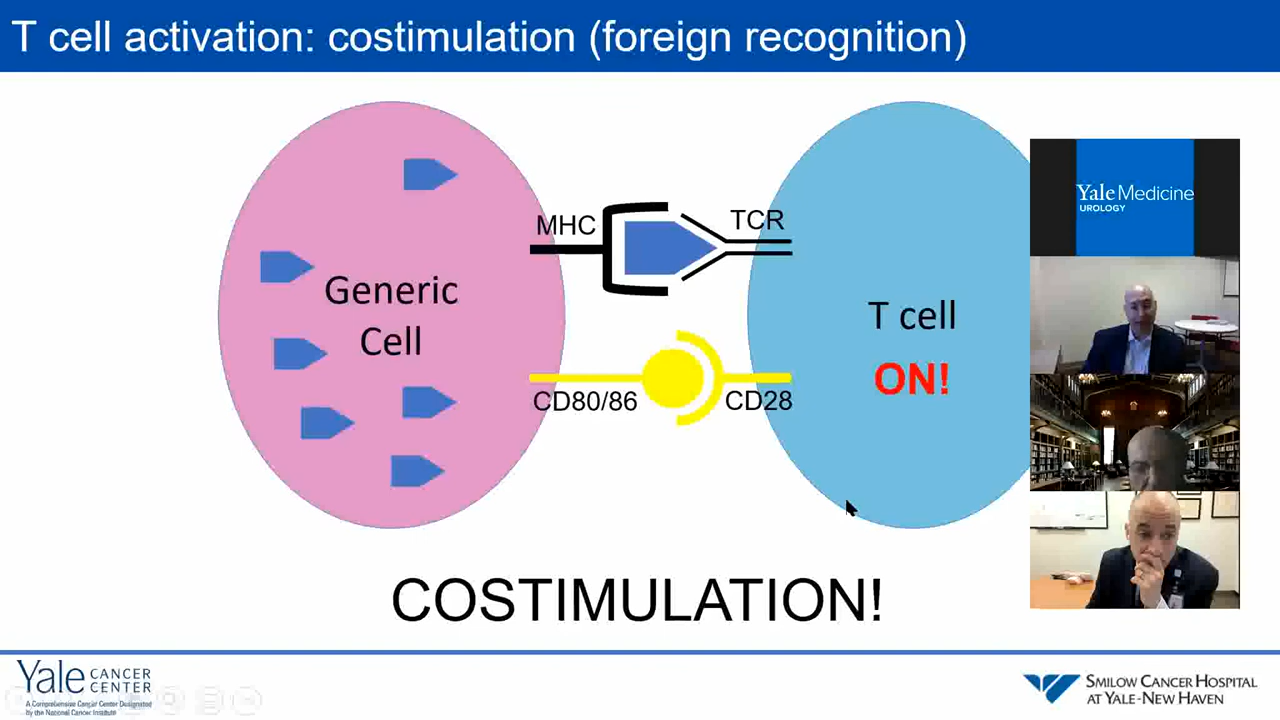 T cell activation: costimulation (foreign recognition)
MHC
TCR
Generic
Cell
T cell
ON!
CD80/86
CD28
COSTIMULATION!
Yale Medicine
UROLOGY
Yale CANCER
CENTER
A Comprehensive Cancer Center Designated
by the National Cancer Institute
SMILOW CANCER HOSPITAL
AT YALE-NEW HAVEN